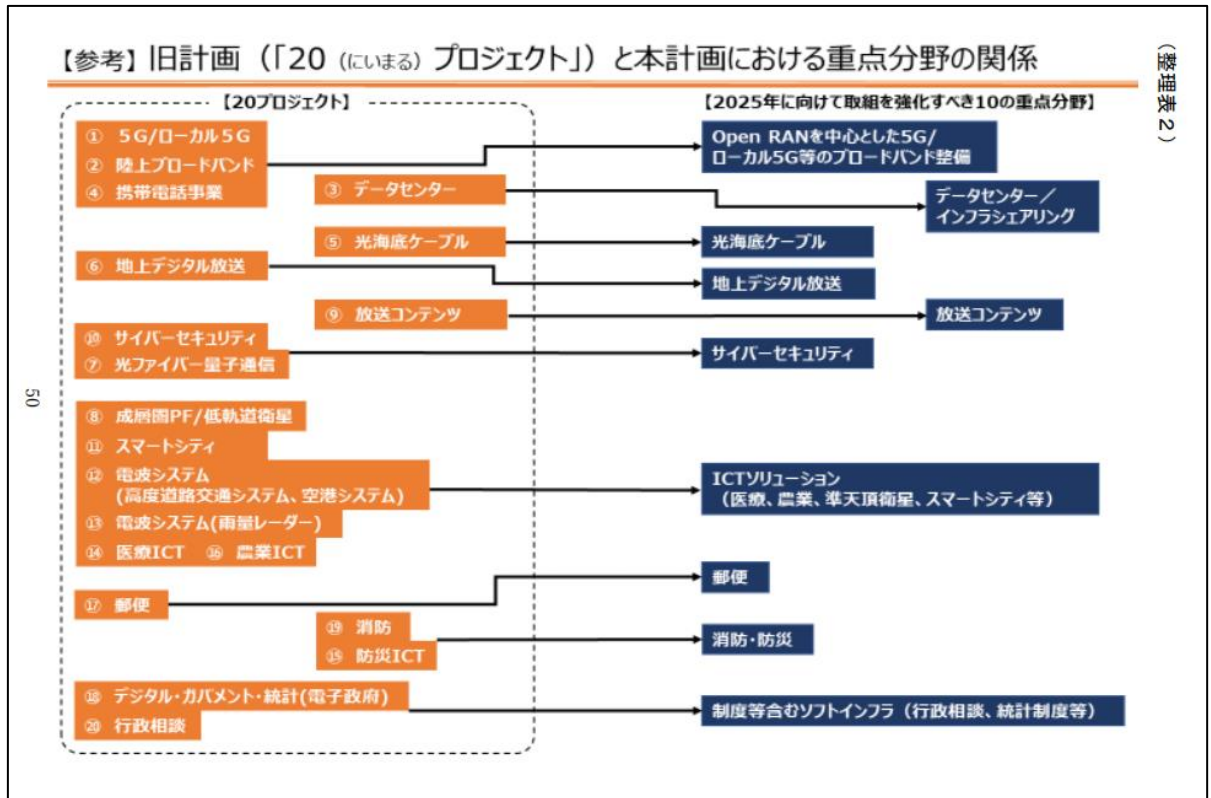 【参考】旧計画（「20 (にいまる) プロジェクト」）と本計画における重点分野の関係
（整理表２）
【20プロジェクト】
【2025年に向けて取組を強化すべき10の重点分野】
① ５G/ローカル５G
② 陸上ブロードバンド
④ 携帯電話事業
Open RANを中心とした5G/
ローカル5G等のブロードバンド整備
③ データセンター
データセンター／
インフラシェアリング
⑤ 光海底ケーブル
光海底ケーブル
⑥ 地上デジタル放送
地上デジタル放送
⑨ 放送コンテンツ
放送コンテンツ
⑩ サイバーセキュリティ
⑦ 光ファイバー量子通信
サイバーセキュリティ
⑧ 成層圏PF/低軌道衛星
⑪ スマートシティ
⑫ 電波システム
(高度道路交通システム、空港システム)
⑬ 電波システム(雨量レーダー)
⑭ 医療ICT ⑯ 農業ICT
ICTソリューション
（医療、農業、準天頂衛星、スマートシティ等）
⑰ 郵便
郵便
⑲ 消防
⑮ 防災ICT
消防・防災
⑱ デジタル・ガバメント・統計(電子政府)
⑳ 行政相談
制度等含むソフトインフラ（行政相談、統計制度等）
50